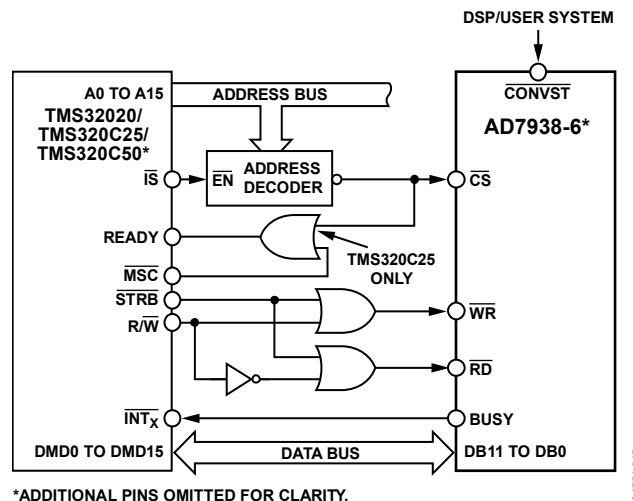 DSP/USER SYSTEM
A0 TO A15
ADDRESS BUS
CONVST
TMS32020/
TMS320C25/
TMS320C50*
AD7938-6*
IS
EN
ADDRESS
DECODER
CS
READY
TMS320C25
ONLY
MSC
STRB
R/W
WR
RD
INTX
BUSY
DMD0 TO DMD15
DATA BUS
DB11 TO DB0
*ADDITIONAL PINS OMITTED FOR CLARITY.